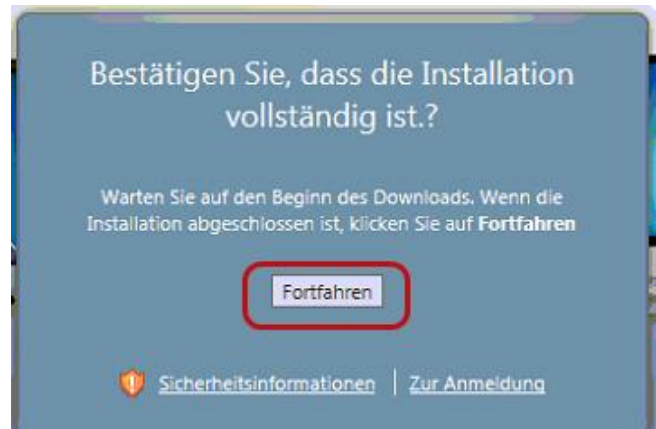 Bestätigen Sie, dass die Installation
vollständig ist.?
Warten Sie auf den Beginn des Downloads. Wenn die
Installation abgeschlossen ist, klicken Sie auf Fortfahren
Fortfahren
Sicherheitsinformationen | Zur Anmeldung